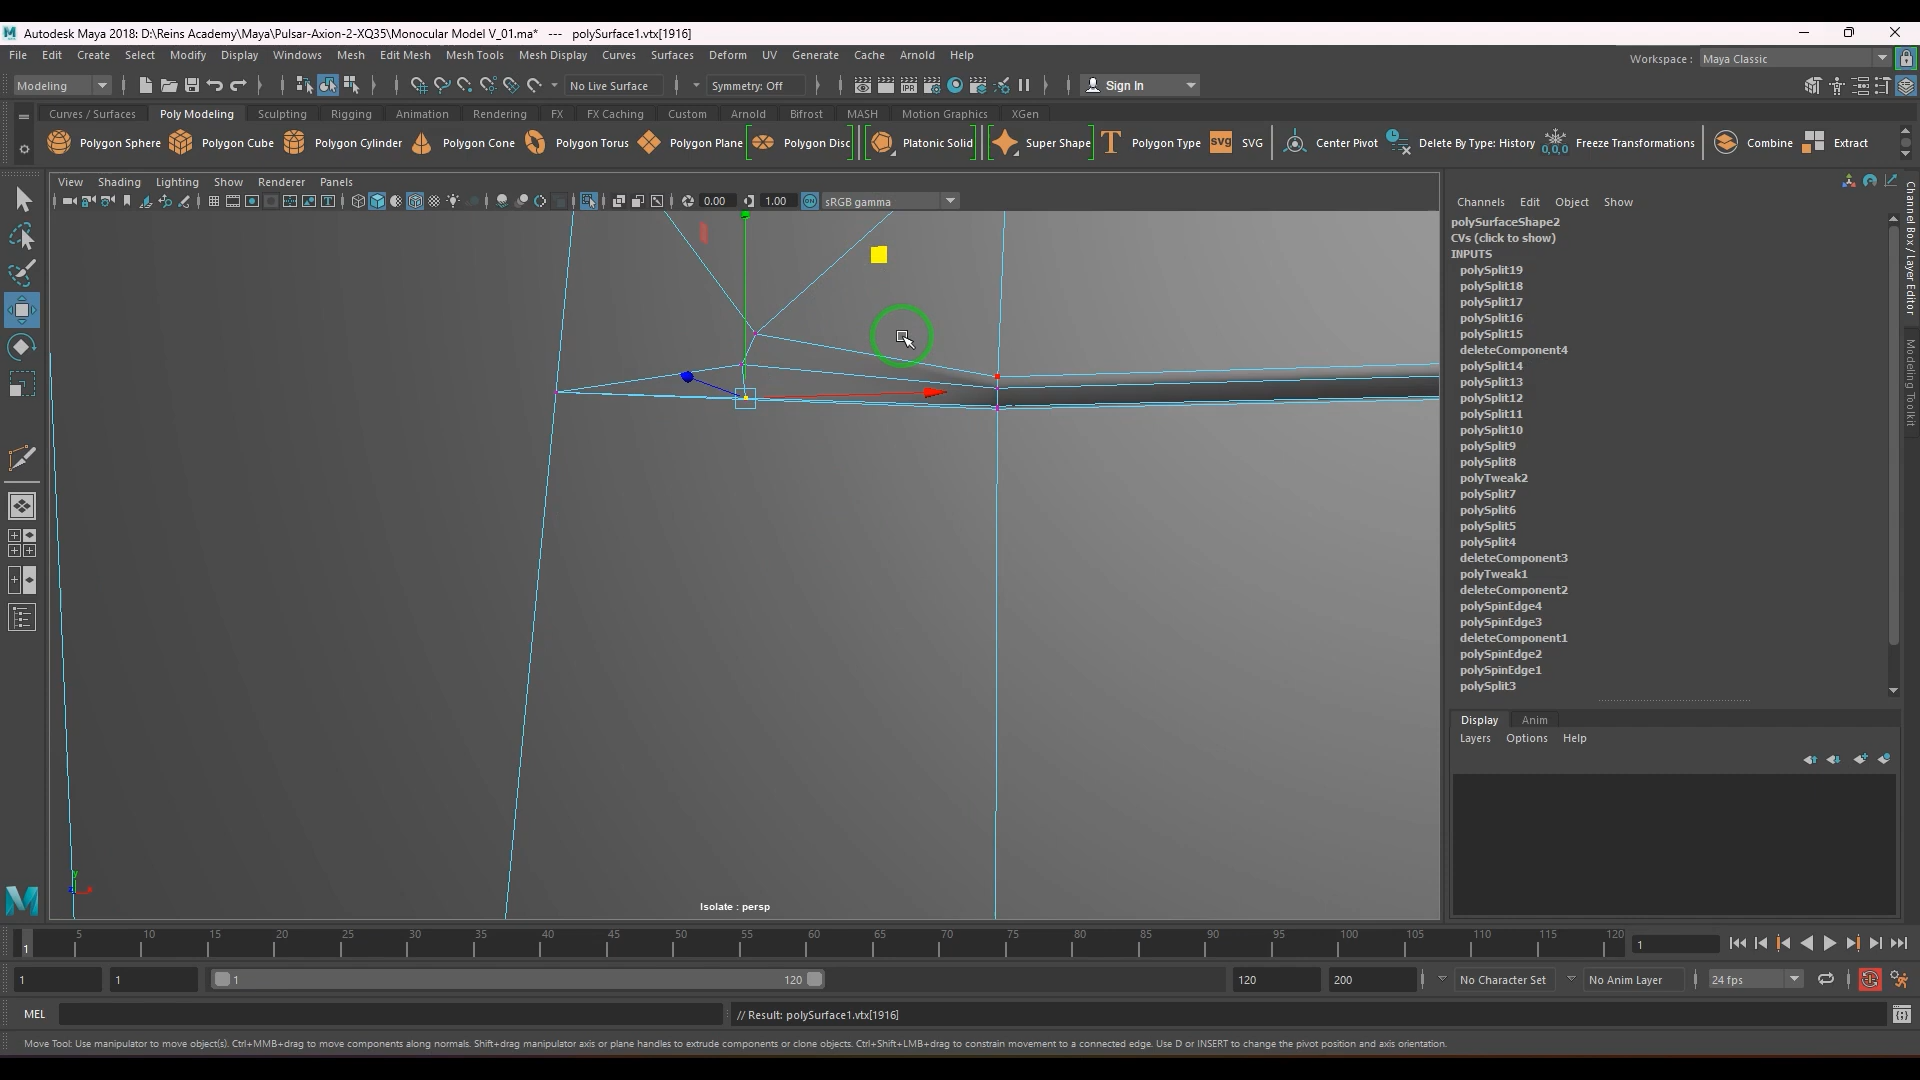 Autodesk Maya 2018: D:\Reins Academy\Maya\Pulsar-Axion-2-XQ35\Monocular Model V_01.ma* --- polySurface1.vtx[1916]
File Edit Create Select Modify Display Windows Mesh Edit Mesh Mesh Tools Mesh Display Curves Surfaces Deform UV Generate Cache Arnold Help
Workspace : Maya Classic
Modeling No Live Surface Symmetry: Off IPR Sign In
Curves / Surfaces Poly Modeling Sculpting Rigging Animation Rendering FX FX Caching Custom Arnold Bifrost MASH Motion Graphics XGen
Polygon Sphere Polygon Cube Polygon Cylinder Polygon Cone Polygon Torus Polygon Plane Polygon Disc Platonic Solid Super Shape Polygon Type SVG SVG Center Pivot Delete By Type: History 0,0,0 Freeze Transformations Combine Extract
View Shading Lighting Show Renderer Panels
0.00 1.00 ON sRGB gamma
Channels Edit Object Show
polySurfaceShape2
CVs (click to show)
INPUTS
polySplit19
polySplit18
polySplit17
polySplit16
polySplit15
deleteComponent4
polySplit14
polySplit13
polySplit12
polySplit11
polySplit10
polySplit9
polySplit8
polyTweak2
polySplit7
polySplit6
polySplit5
polySplit4
deleteComponent3
polyTweak1
deleteComponent2
polySpinEdge4
polySpinEdge3
deleteComponent1
polySpinEdge2
polySpinEdge1
polySplit3
Channel Box / Layer Editor
Modeling Toolkit
Display Anim
Layers Options Help
y
Isolate : persp
1 5 10 15 20 25 30 35 40 45 50 55 60 65 70 75 80 85 90 95 100 105 110 115 120 1
1 1 1 120 120 200 No Character Set No Anim Layer 24 fps
MEL // Result: polySurface1.vtx[1916]
Move Tool: Use manipulator to move object(s). Ctrl+MMB+drag to move components along normals. Shift+drag manipulator axis or plane handles to extrude components or clone objects. Ctrl+Shift+LMB+drag to constrain movement to a connected edge. Use D or INSERT to change the pivot position and axis orientation.